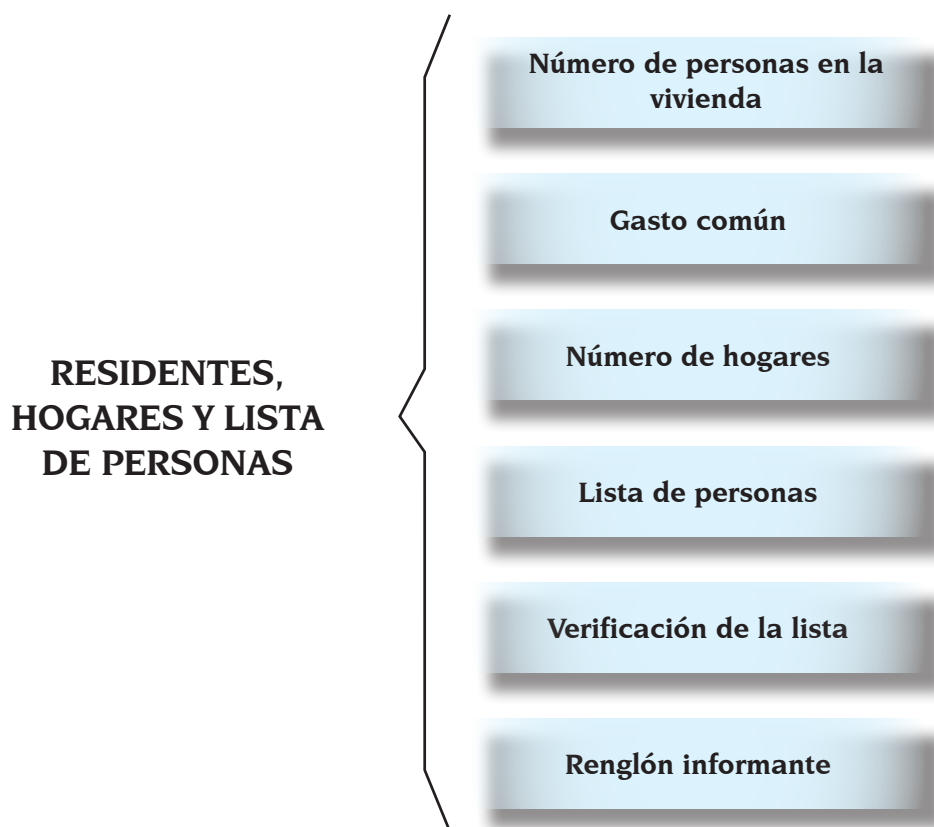 RESIDENTES,
HOGARES Y LISTA
DE PERSONAS
Número de personas en la
vivienda
Gasto común
Número de hogares
Lista de personas
Verificación de la lista
Renglón informante